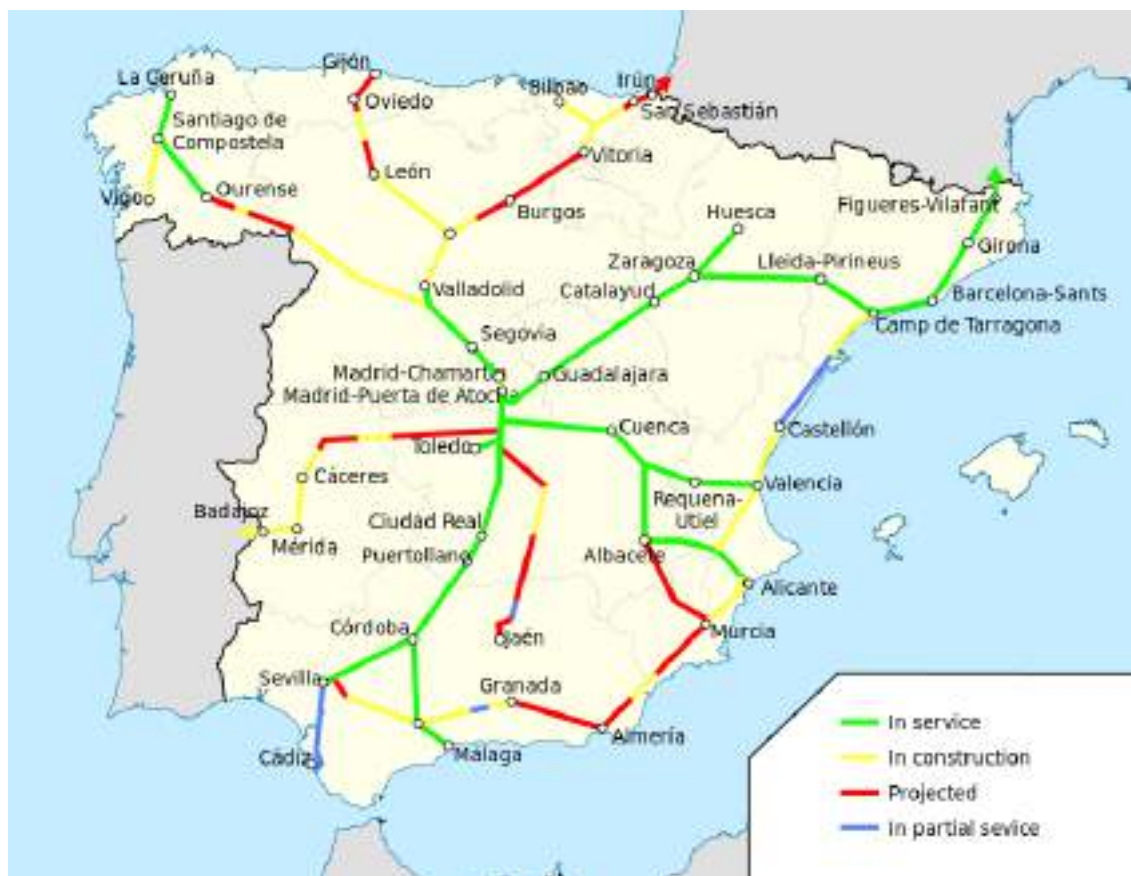 Gijón
La Coruña
Bilbao
Irún
Oviedo
San Sebastián
Santiago de
Compostela
Vitoria
León
Vigo
Ourense
Burgos
Huesca
Figueres-Vilafant
Girona
Zaragoza
Lleida-Pirineus
Valladolid
Catalayud
Barcelona-Sants
Camp de Tarragona
Segovia
Madrid-Chamartín
Guadalajara
Madrid-Puerta de Atocha
Toledo
Cuenca
Castellón
Cáceres
Valencia
Requena-
Utiel
Badajoz
Mérida
Ciudad Real
Puertollano
Albacete
Alicante
Córdoba
Jaén
Murcia
Sevilla
Granada
Almería
Cádiz
Málaga
In service
In construction
Projected
In partial sevice